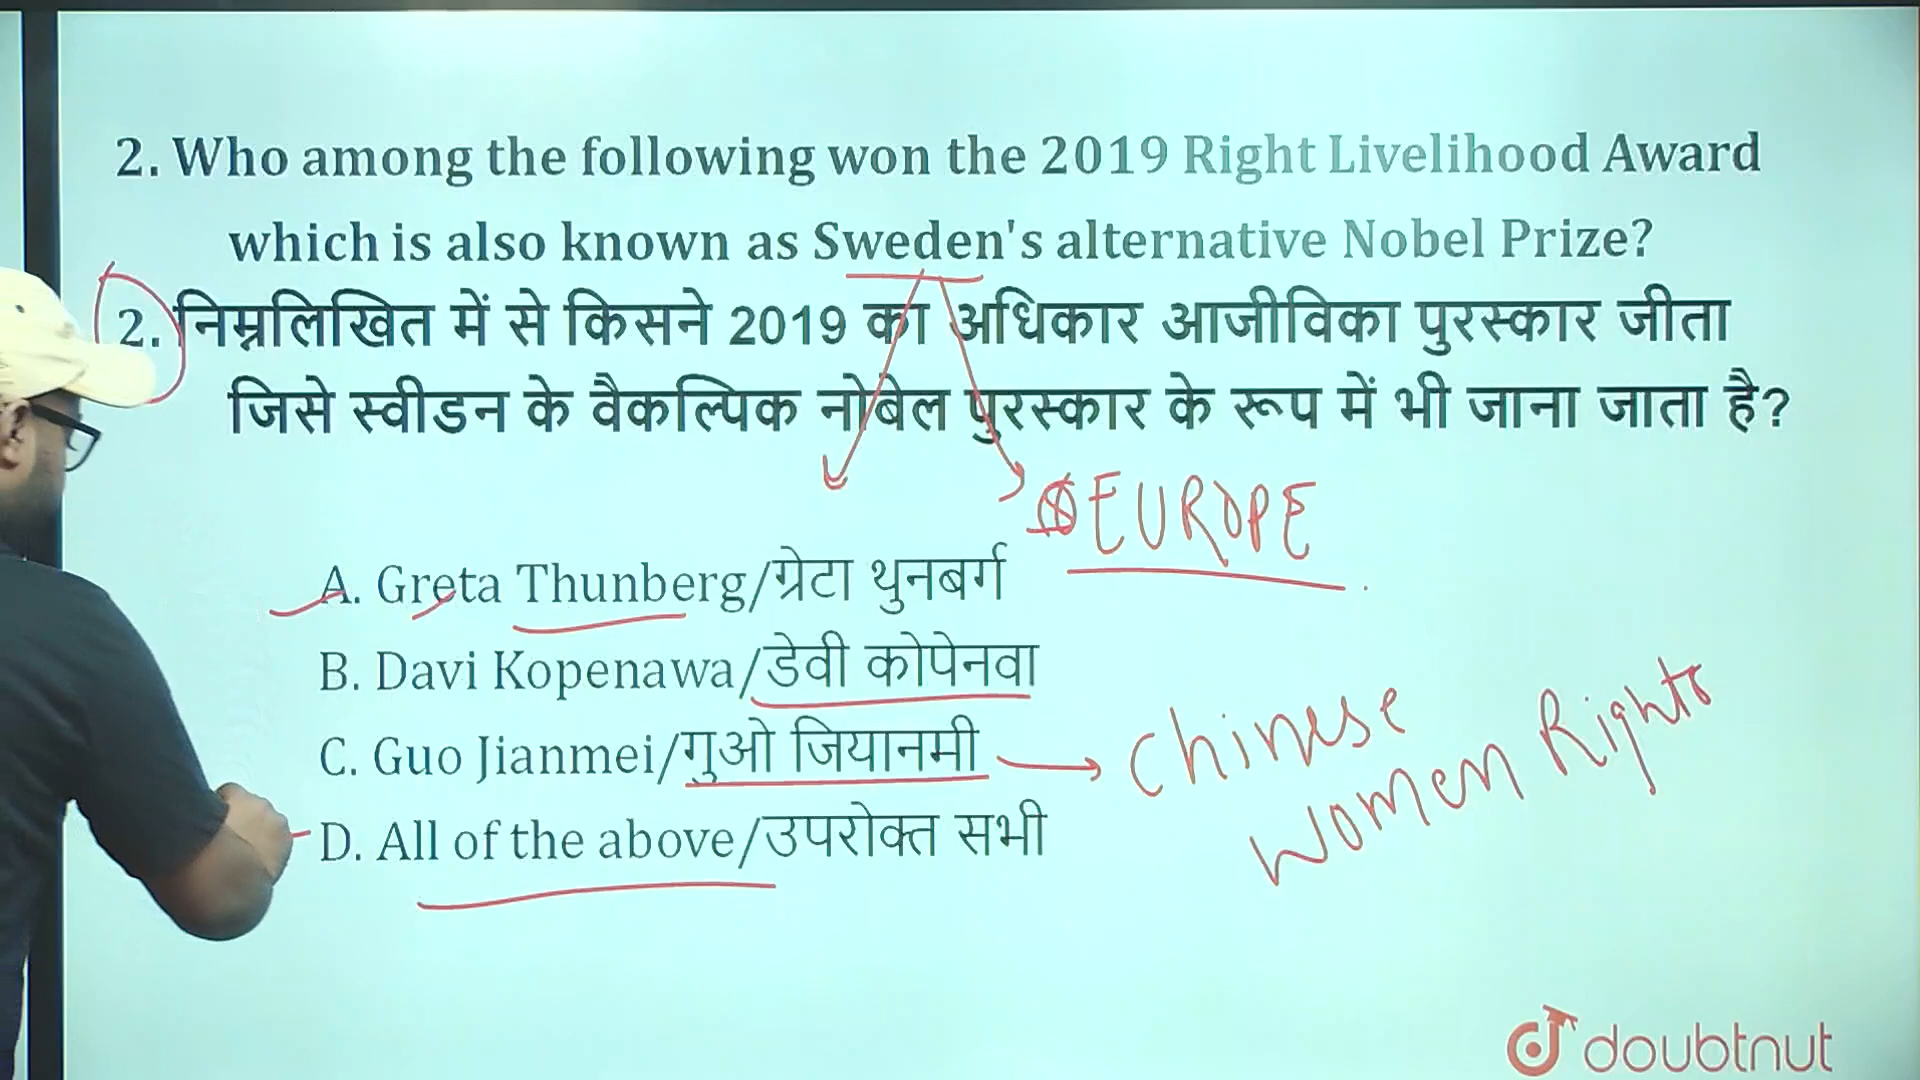 2. Who among the following won the 2019 Right Livelihood Award
which is also known as Sweden's alternative Nobel Prize?
2. निम्नलिखित में से किसने 2019 का अधिकार आजीविका पुरस्कार जीता
जिसे स्वीडन के वैकल्पिक नोबेल पुरस्कार के रूप में भी जाना जाता है?
EUROPE
A. Greta Thunberg/ग्रेटा थुनबर्ग
B. Davi Kopenawa/डेवी कोपेनवा
C. Guo Jianmei/गुओ जियानमी
Chinese
Women Rights
D. All of the above/उपरोक्त सभी
doubtnut